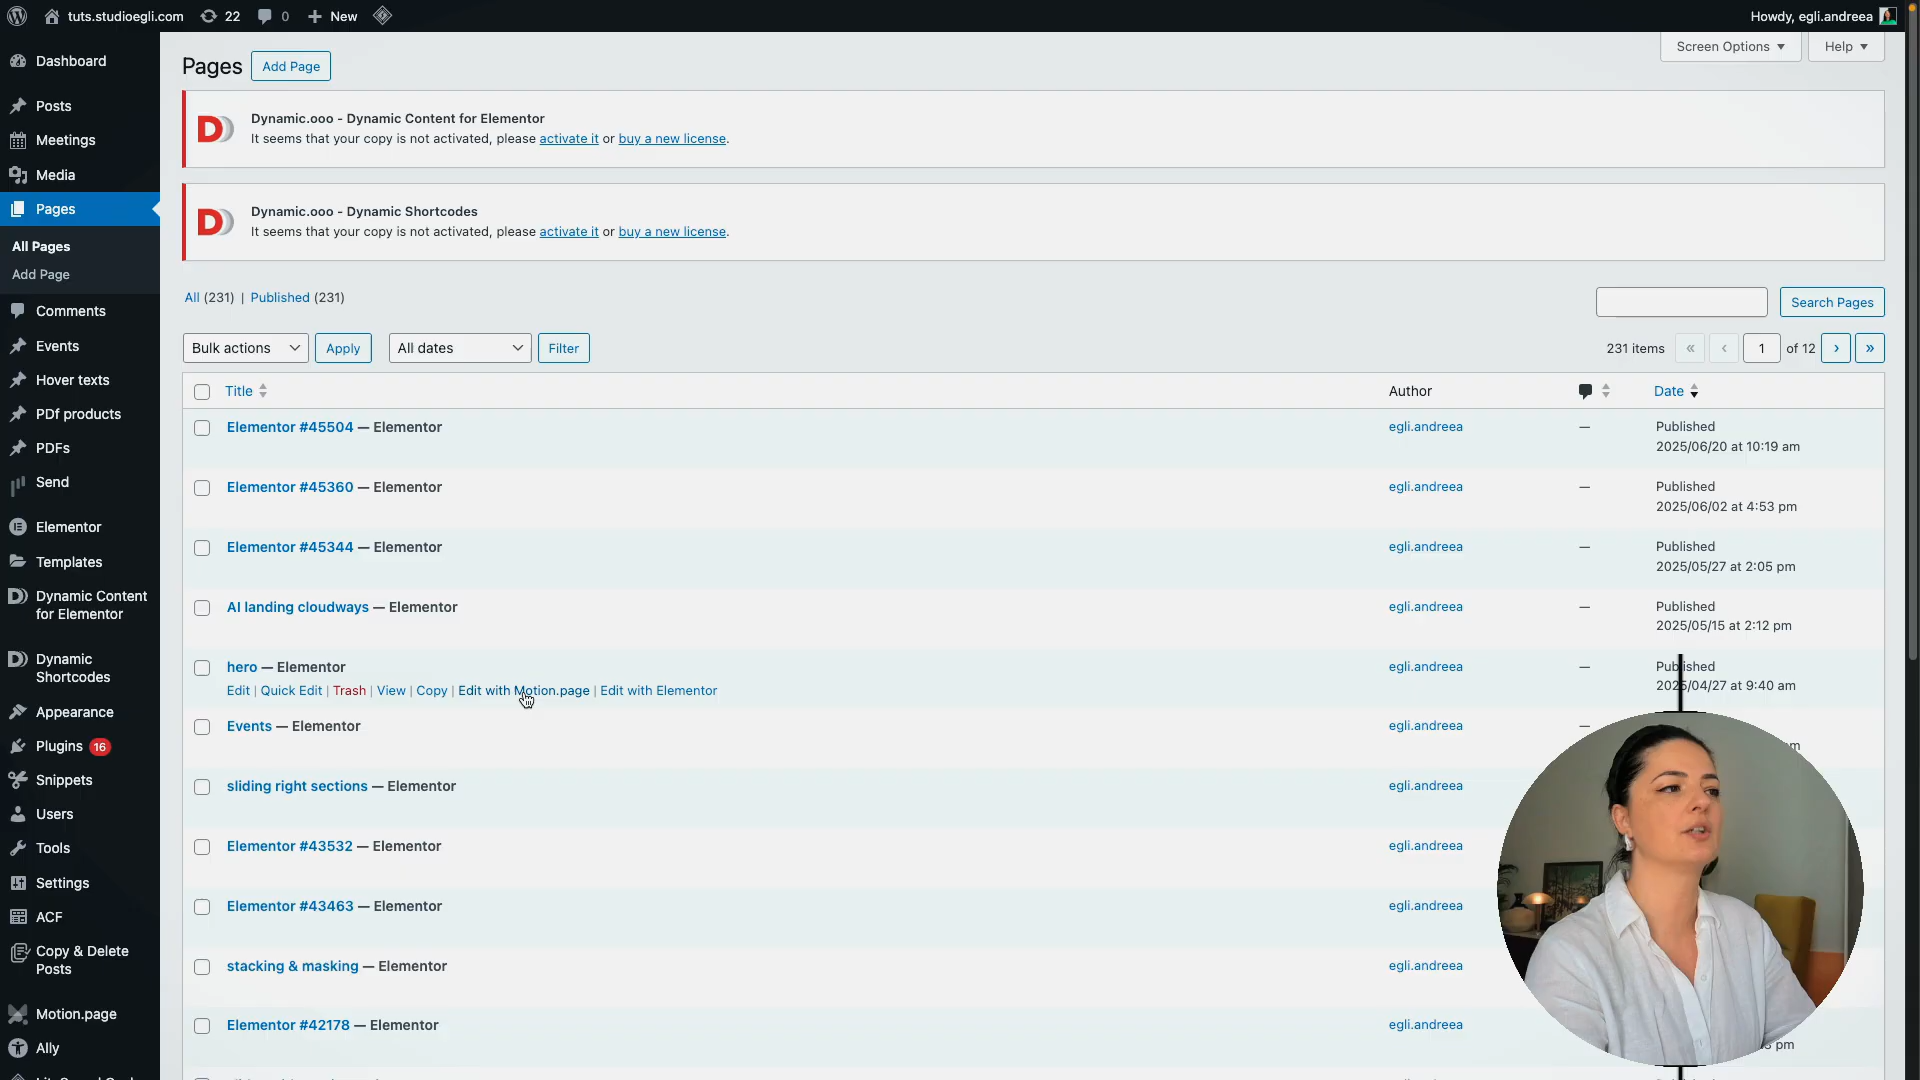 tuts.studioegli.com 22 0 New
Howdy, egli.andreea
Dashboard
Posts
Meetings
Media
Pages
All Pages
Add Page
Comments
Events
Hover texts
PDf products
PDFs
Send
Elementor
Templates
Dynamic Content
for Elementor
Dynamic
Shortcodes
Appearance
Plugins 16
Snippets
Users
Tools
Settings
ACF
Copy & Delete
Posts
Motion.page
Ally
Pages Add Page
Screen Options Help
Dynamic.ooo - Dynamic Content for Elementor
It seems that your copy is not activated, please activate it or buy a new license.
Dynamic.ooo - Dynamic Shortcodes
It seems that your copy is not activated, please activate it or buy a new license.
All (231) | Published (231)
Search Pages
Bulk actions Apply All dates Filter
231 items « ‹ 1 of 12 › »
Title Author Date
Elementor #45504 — Elementor egli.andreea — Published
2025/06/20 at 10:19 am
Elementor #45360 — Elementor egli.andreea — Published
2025/06/02 at 4:53 pm
Elementor #45344 — Elementor egli.andreea — Published
2025/05/27 at 2:05 pm
AI landing cloudways — Elementor egli.andreea — Published
2025/05/15 at 2:12 pm
hero — Elementor egli.andreea — Published
Edit | Quick Edit | Trash | View | Copy | Edit with Motion.page | Edit with Elementor 2025/04/27 at 9:40 am
Events — Elementor egli.andreea —
sliding right sections — Elementor egli.andreea
Elementor #43532 — Elementor egli.andreea
Elementor #43463 — Elementor egli.andreea
stacking & masking — Elementor egli.andreea
Elementor #42178 — Elementor egli.andreea
pm